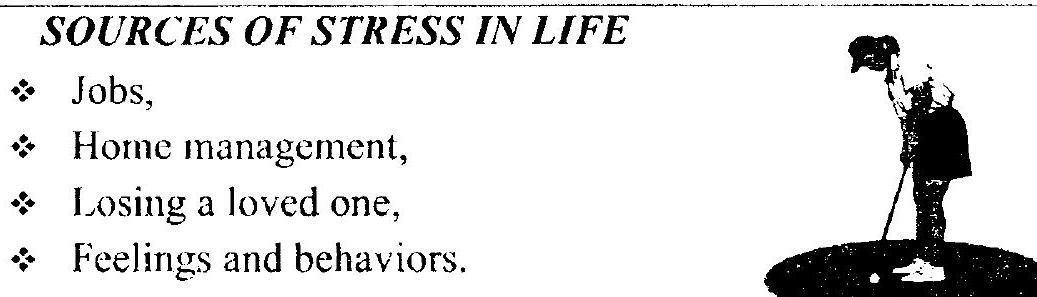 SOURCES OF STRESS IN LIFE
❖ Jobs,
❖ Home management,
❖ Losing a loved one,
❖ Feelings and behaviors.